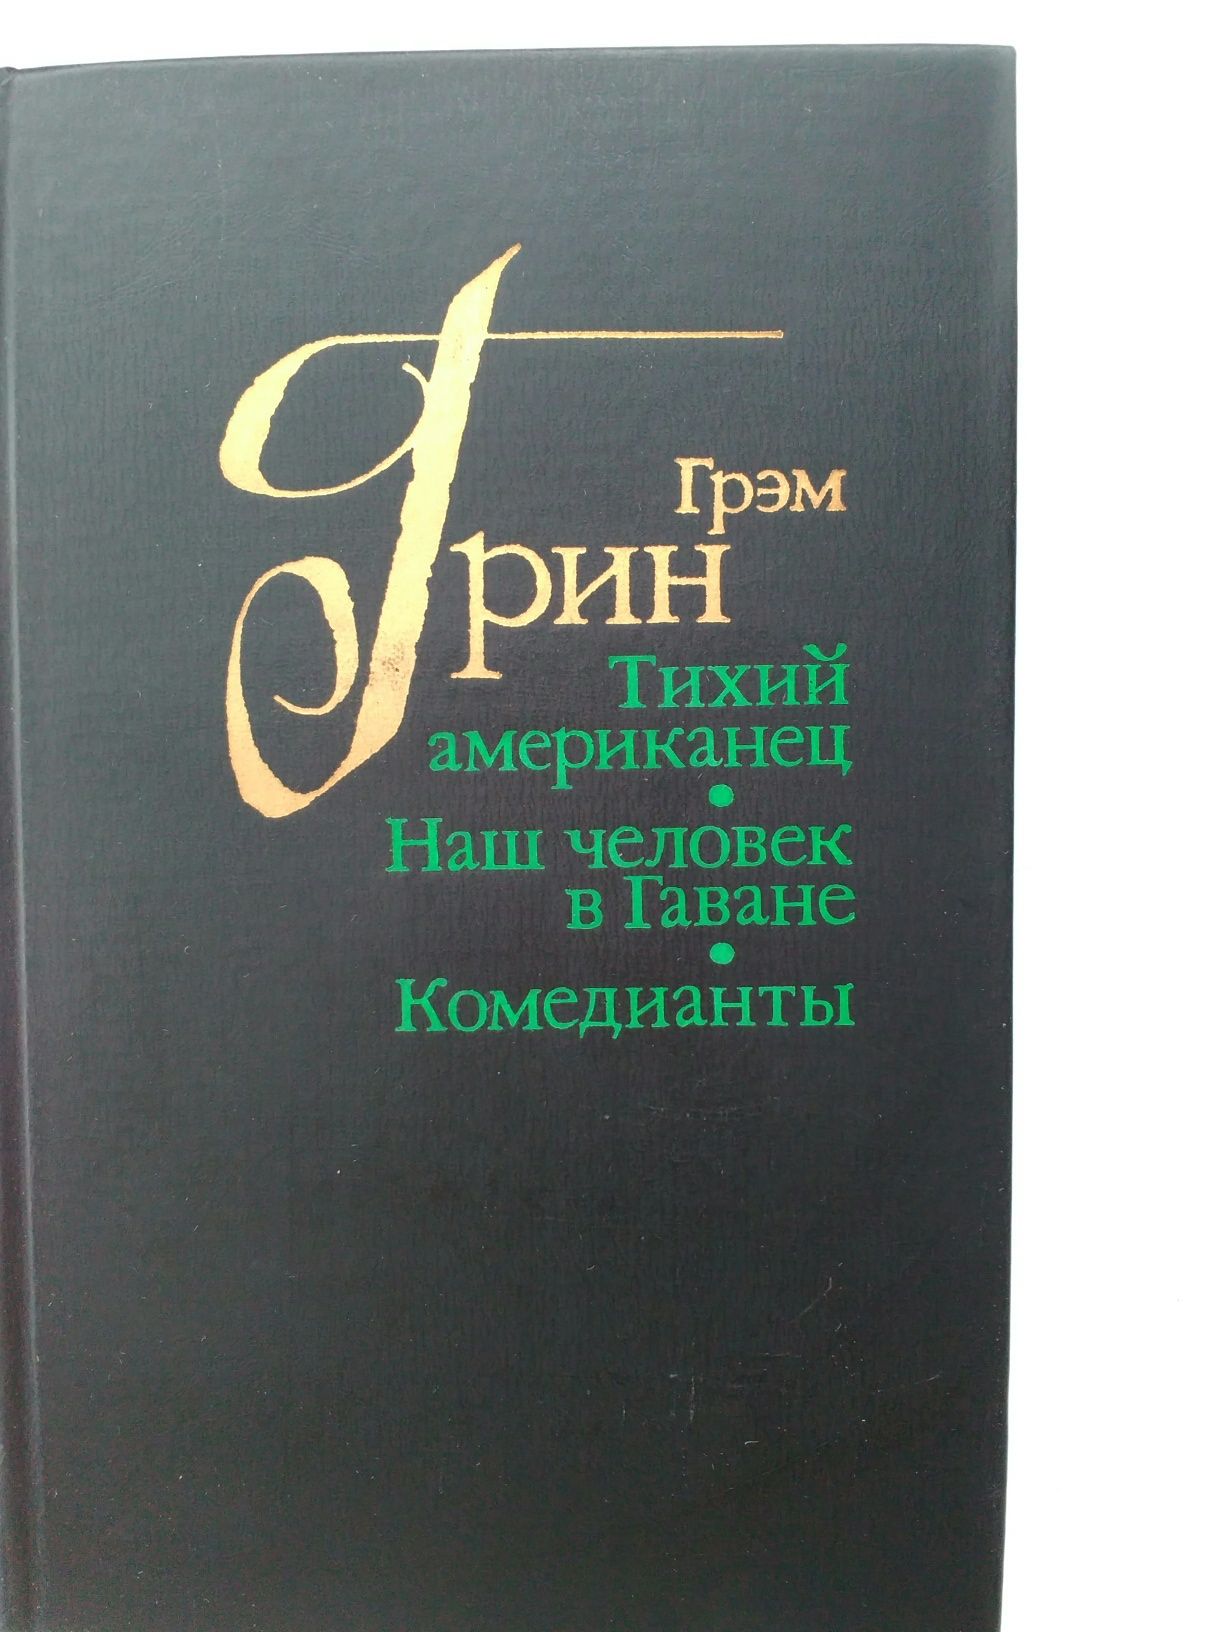 Грэм
Грин
Тихий
американец
•
Наш человек
в Гаване
•
Комедианты